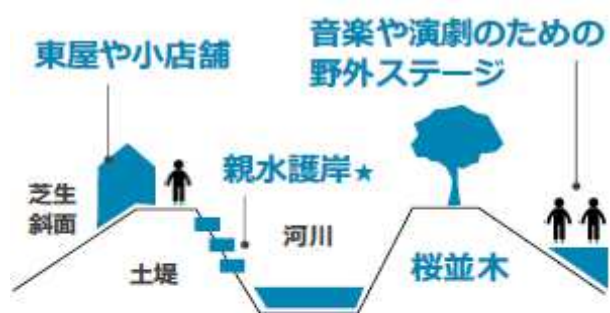 東屋や小店舗
音楽や演劇のための
野外ステージ
芝生
斜面
親水護岸★
河川
土堤
桜並木